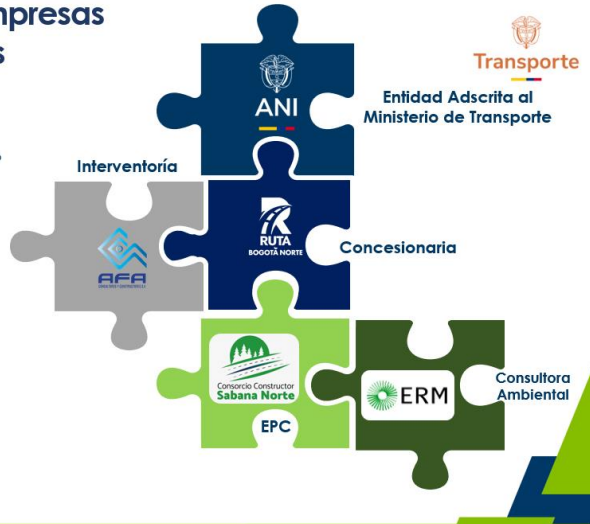 mpresas
s
Transporte
ANI
Entidad Adscrita al
Ministerio de Transporte
Interventoría
AFA
RUTA
BOGOTÁ NORTE
Concesionaria
Consorcio Constructor
Sabana Norte
EPC
ERM
Consultora
Ambiental